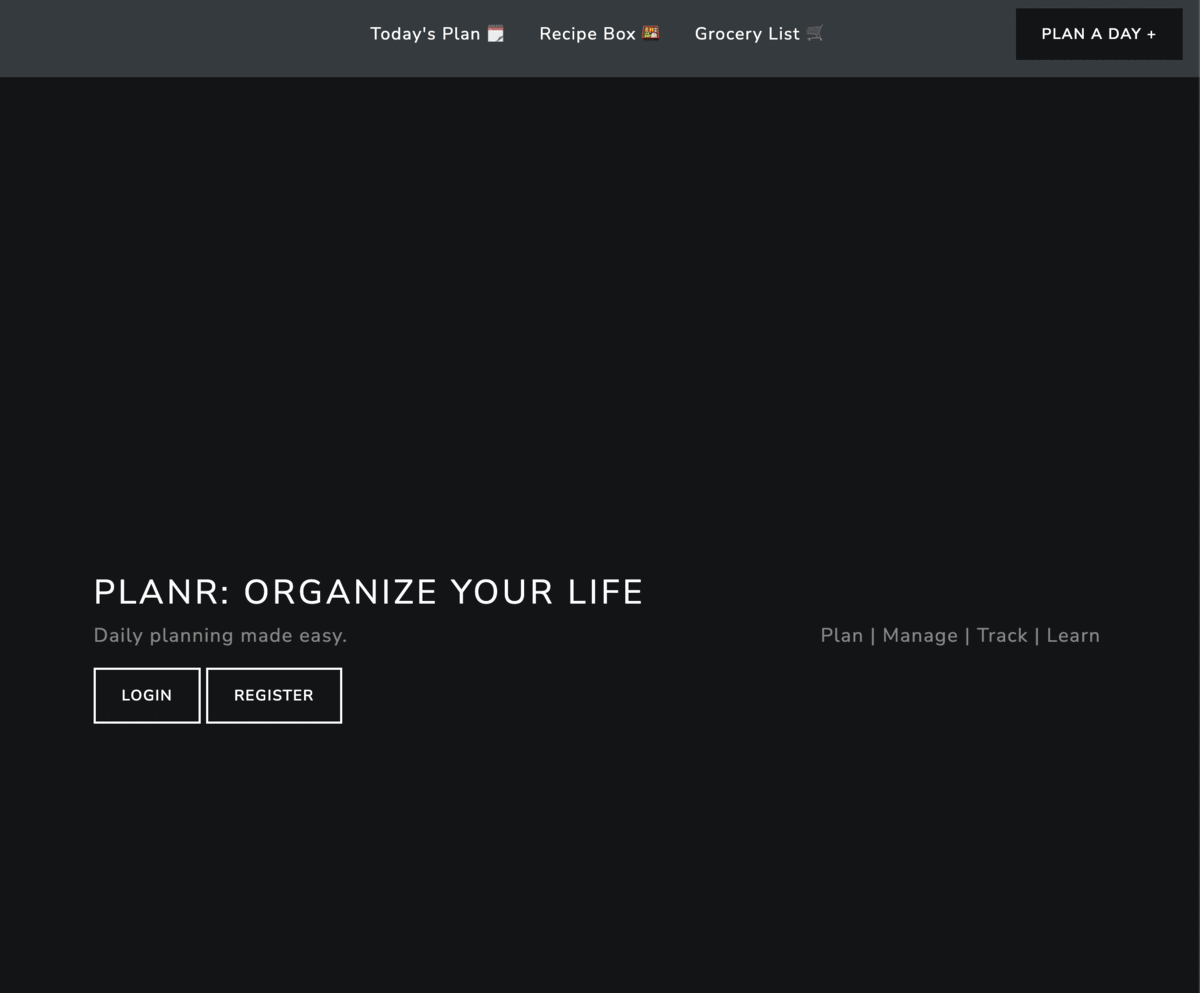 Today's Plan 🗒️ Recipe Box 🍱 Grocery List 🛒 PLAN A DAY +
PLANR: ORGANIZE YOUR LIFE
Daily planning made easy. Plan | Manage | Track | Learn
LOGIN REGISTER